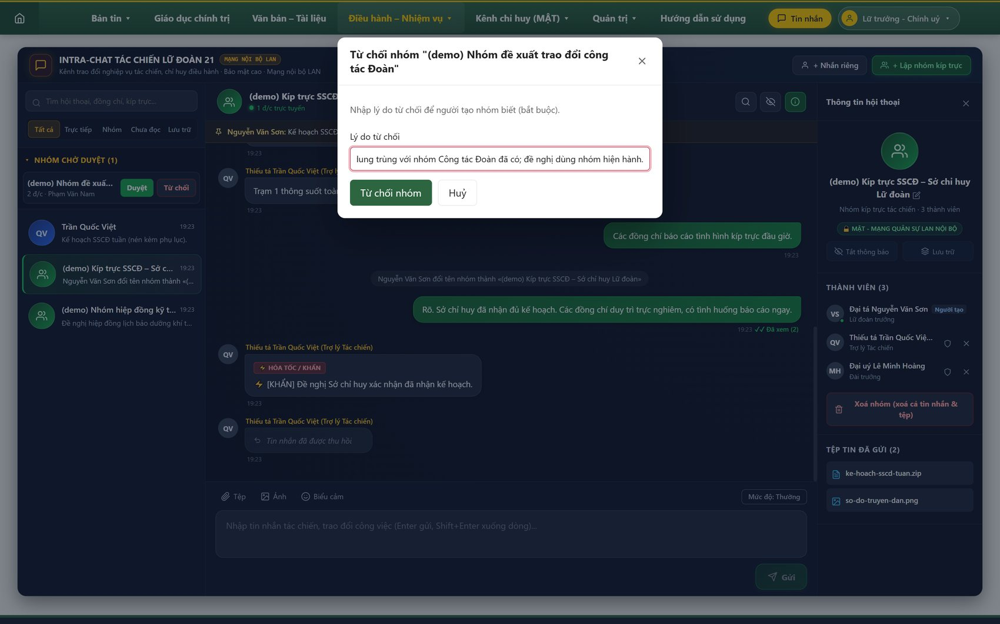 Bản tin
Giáo dục chính trị
Văn bản – Tài liệu
Điều hành – Nhiệm vụ
Kênh chỉ huy (MẬT)
Quản trị
Hướng dẫn sử dụng
Tin nhắn
Lữ trưởng - Chính uỷ
INTRA-CHAT TÁC CHIẾN LỮ ĐOÀN 21
MẠNG NỘI BỘ LAN
Kênh trao đổi nghiệp vụ tác chiến, chỉ huy điều hành · Bảo mật cao · Mạng nội bộ LAN
+ Nhắn riêng
+ Lập nhóm kíp trực
Tìm hội thoại, đồng chí, kíp trực...
Tất cả
Trực tiếp
Nhóm
Chưa đọc
Lưu trữ
NHÓM CHỜ DUYỆT (1)
(demo) Nhóm đề xuấ...
2 đ/c · Phạm Văn Nam
Duyệt
Từ chối
QV
Trần Quốc Việt
19:23
Kế hoạch SSCĐ tuần (nén kèm phụ lục).
(demo) Kíp trực SSCĐ – Sở c...
19:23
Nguyễn Văn Sơn đổi tên nhóm thành «(...
(demo) Nhóm hiệp đồng kỹ t...
19:23
Đề nghị hiệp đồng lịch bảo dưỡng khí t...
(demo) Kíp trực SSCĐ
1 đ/c trực tuyến
Nguyễn Văn Sơn: Kế hoạch SSCĐ
19:23
QV
Thiếu tá Trần Quốc Việt (Trợ l
Trạm 1 thông suốt toàn
19:23
Các đồng chí báo cáo tình hình kíp trực đầu giờ.
19:23
Nguyễn Văn Sơn đổi tên nhóm thành «(demo) Kíp trực SSCĐ – Sở chỉ huy Lữ đoàn»
Rõ. Sở chỉ huy đã nhận đủ kế hoạch. Các đồng chí duy trì trực nghiêm, có tình huống báo cáo ngay.
19:23 ✓✓ Đã xem (2)
QV
Thiếu tá Trần Quốc Việt (Trợ lý Tác chiến)
⚡ HỎA TỐC / KHẨN
⚡ [KHẨN] Đề nghị Sở chỉ huy xác nhận đã nhận kế hoạch.
19:23
QV
Thiếu tá Trần Quốc Việt (Trợ lý Tác chiến)
Tin nhắn đã được thu hồi
19:23
Tệp
Ảnh
Biểu cảm
Mức độ: Thường
Nhập tin nhắn tác chiến, trao đổi công việc (Enter gửi, Shift+Enter xuống dòng)...
Gửi
Từ chối nhóm "(demo) Nhóm đề xuất trao đổi công
tác Đoàn"
Nhập lý do từ chối để người tạo nhóm biết (bắt buộc).
Lý do từ chối
lung trùng với nhóm Công tác Đoàn đã có; đề nghị dùng nhóm hiện hành.
Từ chối nhóm
Huỷ
Thông tin hội thoại
(demo) Kíp trực SSCĐ – Sở chỉ huy
Lữ đoàn
Nhóm kíp trực tác chiến · 3 thành viên
MẬT - MẠNG QUÂN SỰ LAN NỘI BỘ
Tắt thông báo
Lưu trữ
THÀNH VIÊN (3)
VS
Đại tá Nguyễn Văn Sơn
Người tạo
Lữ đoàn trưởng
QV
Thiếu tá Trần Quốc Việ...
Trợ lý Tác chiến
MH
Đại uý Lê Minh Hoàng
Đài trưởng
Xoá nhóm (xoá cả tin nhắn &
tệp)
TỆP TIN ĐÃ GỬI (2)
ke-hoach-sscd-tuan.zip
so-do-truyen-dan.png